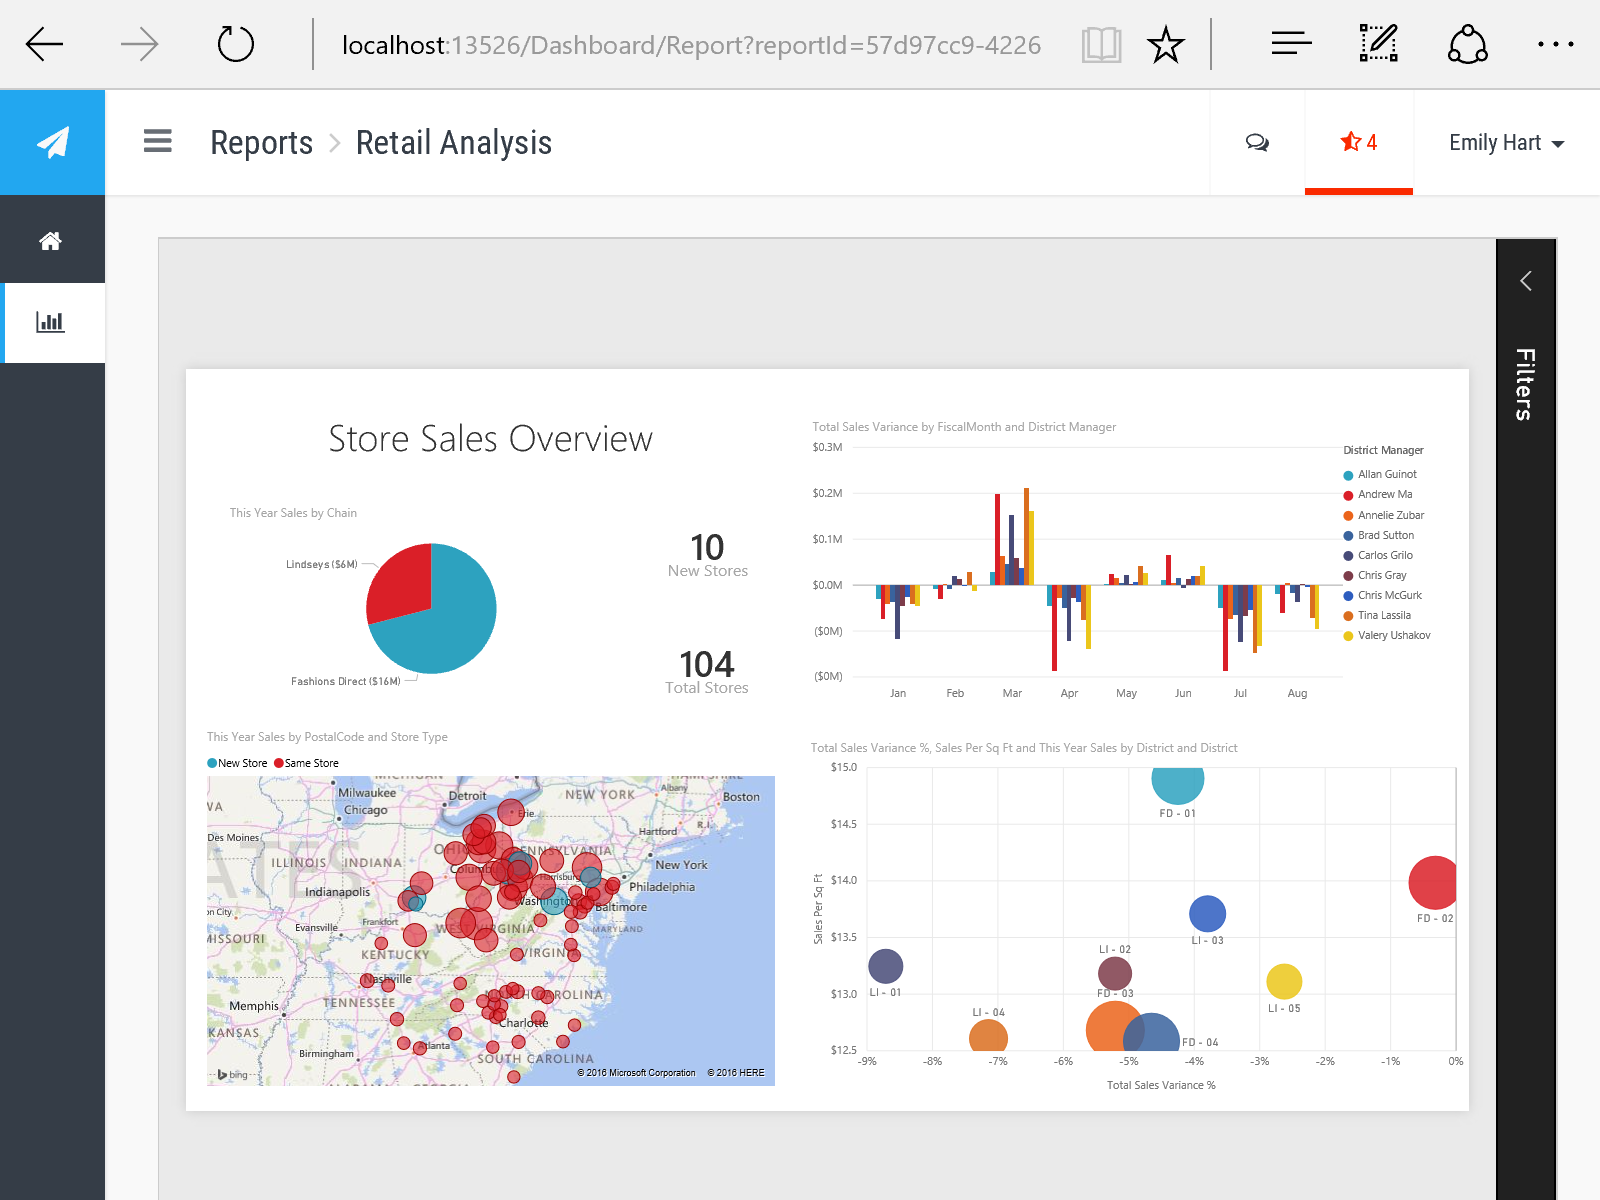 localhost:13526/Dashboard/Report?reportId=57d97cc9-4226
Reports > Retail Analysis
4
Emily Hart
Filters
Store Sales Overview
This Year Sales by Chain
Lindseys ($6M)
Fashions Direct ($16M)
10
New Stores
104
Total Stores
Total Sales Variance by FiscalMonth and District Manager
$0.3M
$0.2M
$0.1M
$0.0M
($0M)
($0M)
Jan Feb Mar Apr May Jun Jul Aug
District Manager
Allan Guinot
Andrew Ma
Annelie Zubar
Brad Sutton
Carlos Grilo
Chris Gray
Chris McGurk
Tina Lassila
Valery Ushakov
This Year Sales by PostalCode and Store Type
New Store Same Store
Milwaukee
Chicago
Detroit
Erie
NEW YORK
Albany
Boston
Hartford
R.I.
Des Moines
ILLINOIS
INDIANA
New York
Indianapolis
Harrisburg
Philadelphia
Baltimore
on City
Evansville
Frankfort
MARYLAND
KENTUCKY
Nashville
TENNESSEE
Memphis
Charlotte
KANSAS
Birmingham
Atlanta
SOUTH CAROLINA
bing
© 2016 Microsoft Corporation © 2016 HERE
Total Sales Variance %, Sales Per Sq Ft and This Year Sales by District and District
Sales Per Sq Ft
$15.0
$14.5
$14.0
$13.5
$13.0
$12.5
FD - 01
FD - 02
LI - 03
LI - 02
LI - 01
FD - 03
LI - 05
LI - 04
FD - 04
-9% -8% -7% -6% -5% -4% -3% -2% -1% 0%
Total Sales Variance %